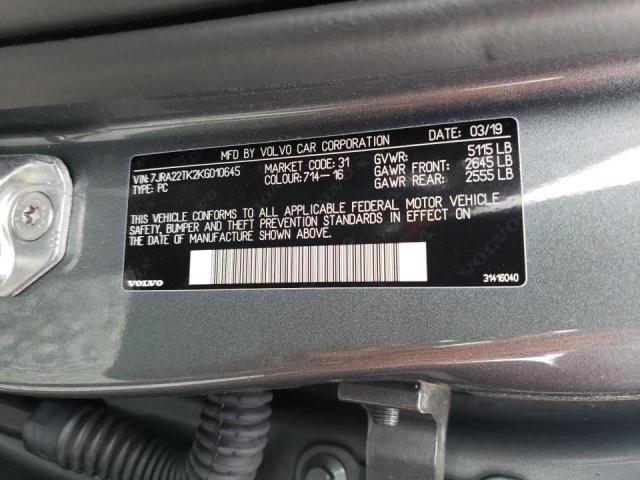 MFD BY VOLVO CAR CORPORATION DATE: 03/19
VIN: 7JRA22TK2KG010645 MARKET CODE: 31 GVWR: 5115 LB
TYPE: PC COLOUR: 714-16 GAWR FRONT: 2645 LB
GAWR REAR: 2555 LB
THIS VEHICLE CONFORMS TO ALL APPLICABLE FEDERAL MOTOR VEHICLE
SAFETY, BUMPER AND THEFT PREVENTION STANDARDS IN EFFECT ON
THE DATE OF MANUFACTURE SHOWN ABOVE.
VOLVO 31416040